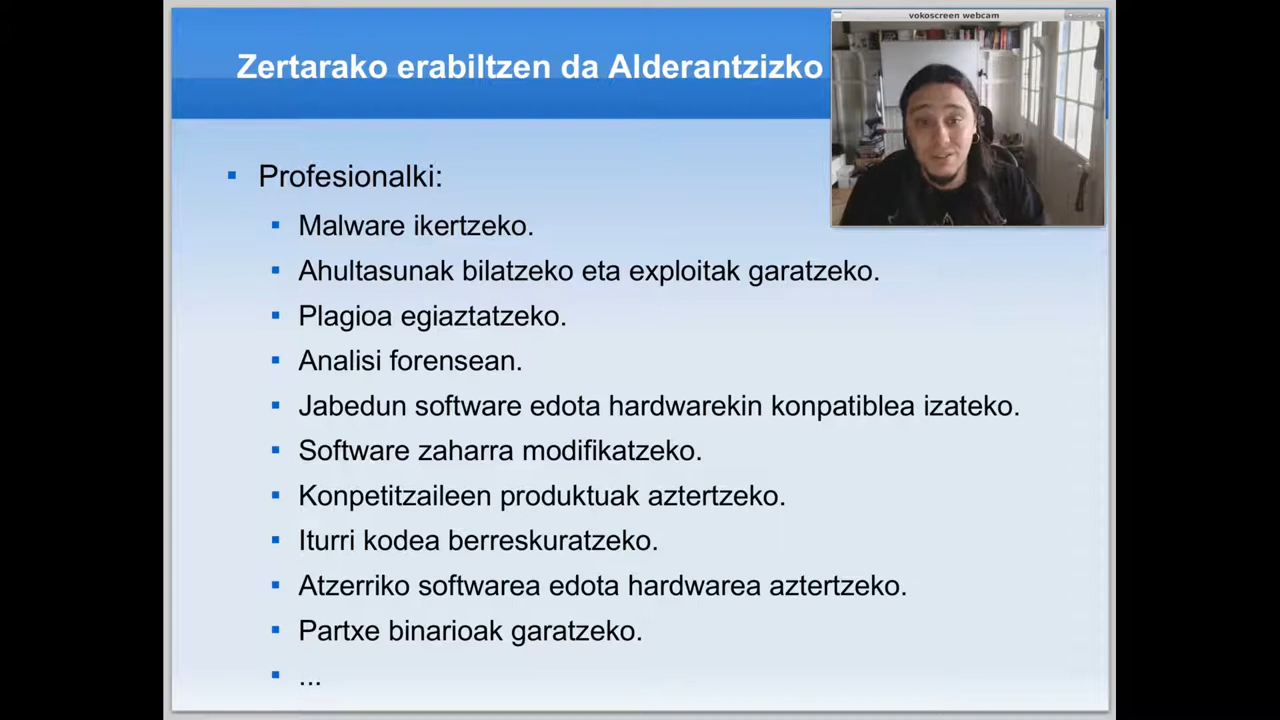 vokoscreen webcam
Zertarako erabiltzen da Alderantzizko
Profesionalki:
Malware ikertzeko.
Ahultasunak bilatzeko eta exploitak garatzeko.
Plagioa egiaztatzeko.
Analisi forensean.
Jabedun software edota hardwarekin konpatiblea izateko.
Software zaharra modifikatzeko.
Konpetitzaileen produktuak aztertzeko.
Iturri kodea berreskuratzeko.
Atzerriko softwarea edota hardwarea aztertzeko.
Partxe binarioak garatzeko.
...